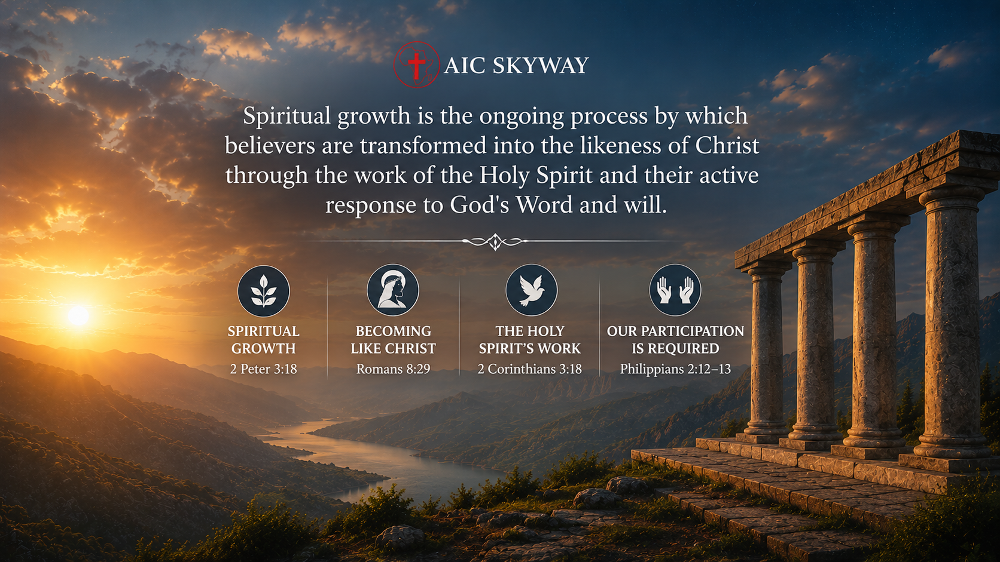 AIC SKYWAY
Spiritual growth is the ongoing process by which
believers are transformed into the likeness of Christ
through the work of the Holy Spirit and their active
response to God's Word and will.
SPIRITUAL
GROWTH
2 Peter 3:18
BECOMING
LIKE CHRIST
Romans 8:29
THE HOLY
SPIRIT’S WORK
2 Corinthians 3:18
OUR PARTICIPATION
IS REQUIRED
Philippians 2:12–13